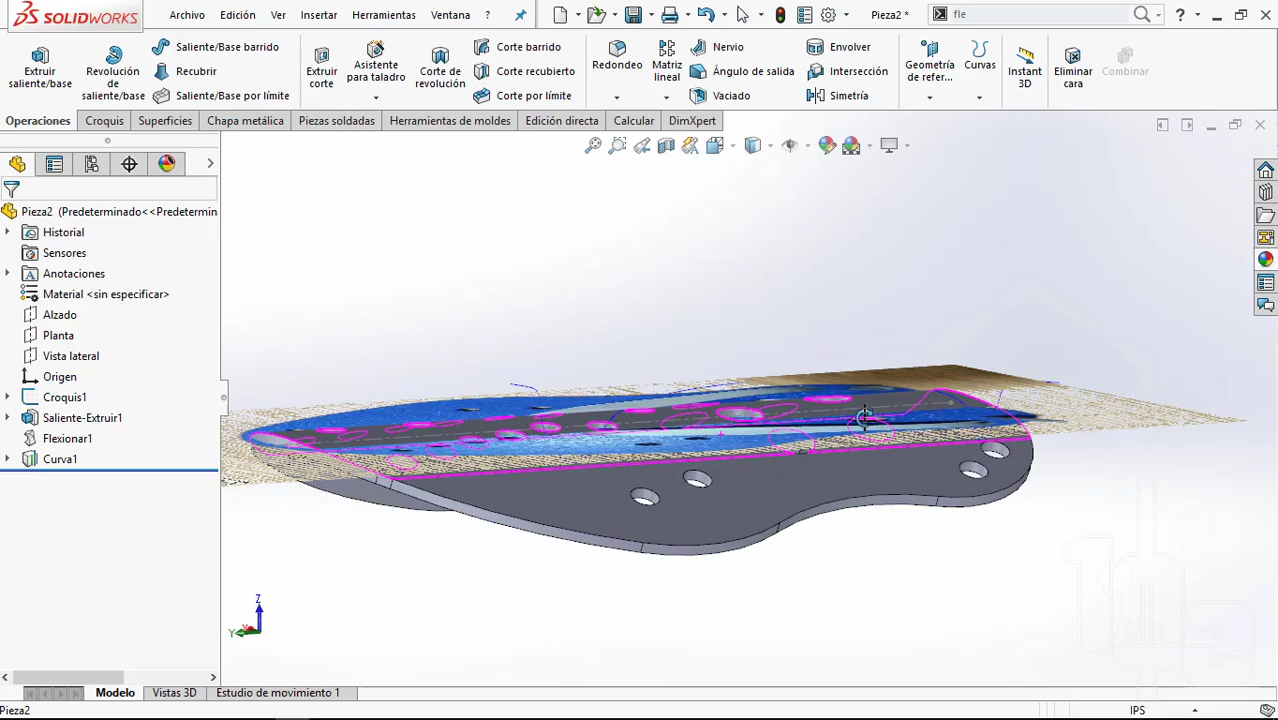 SOLIDWORKS
Archivo Edición Ver Insertar Herramientas Ventana ?
Pieza2 *
fle
Extruir saliente/base
Revolución de saliente/base
Saliente/Base barrido
Recubrir
Saliente/Base por límite
Extruir corte
Asistente para taladro
Corte de revolución
Corte barrido
Corte recubierto
Corte por límite
Redondeo
Matriz lineal
Nervio
Ángulo de salida
Vaciado
Envolver
Intersección
Simetría
Geometría de refer...
Curvas
Instant 3D
Eliminar cara
Combinar
Operaciones Croquis Superficies Chapa metálica Piezas soldadas Herramientas de moldes Edición directa Calcular DimXpert
Pieza2 (Predeterminado<<Predetermin
Historial
Sensores
Anotaciones
Material <sin especificar>
Alzado
Planta
Vista lateral
Origen
Croquis1
Saliente-Extruir1
Flexionar1
Curva1
Z
Y
Modelo Vistas 3D Estudio de movimiento 1
Pieza2
IPS